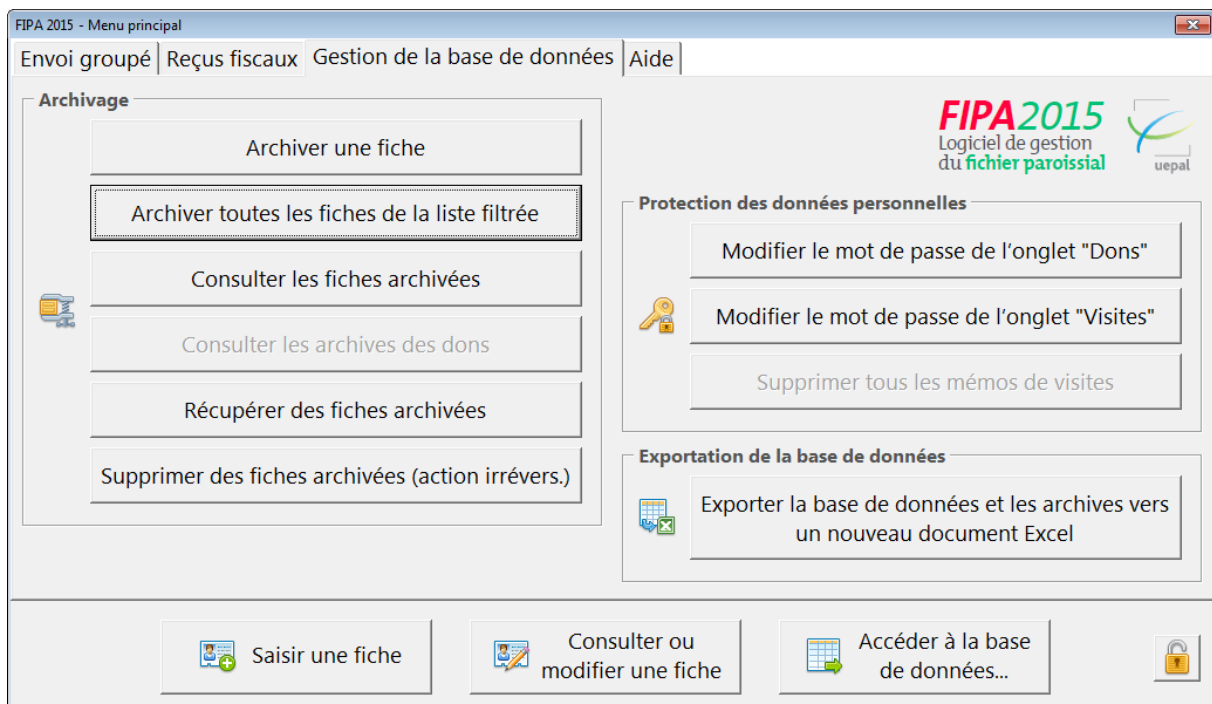 FIPA 2015 - Menu principal
Envoi groupé Reçus fiscaux Gestion de la base de données Aide
Archivage
Archiver une fiche
Archiver toutes les fiches de la liste filtrée
Consulter les fiches archivées
Consulter les archives des dons
Récupérer des fiches archivées
Supprimer des fiches archivées (action irrévers.)
FIPA2015
Logiciel de gestion
du fichier paroissial
uepal
Protection des données personnelles
Modifier le mot de passe de l'onglet "Dons"
Modifier le mot de passe de l'onglet "Visites"
Supprimer tous les mémos de visites
Exportation de la base de données
Exporter la base de données et les archives vers
un nouveau document Excel
Saisir une fiche
Consulter ou
modifier une fiche
Accéder à la base
de données...